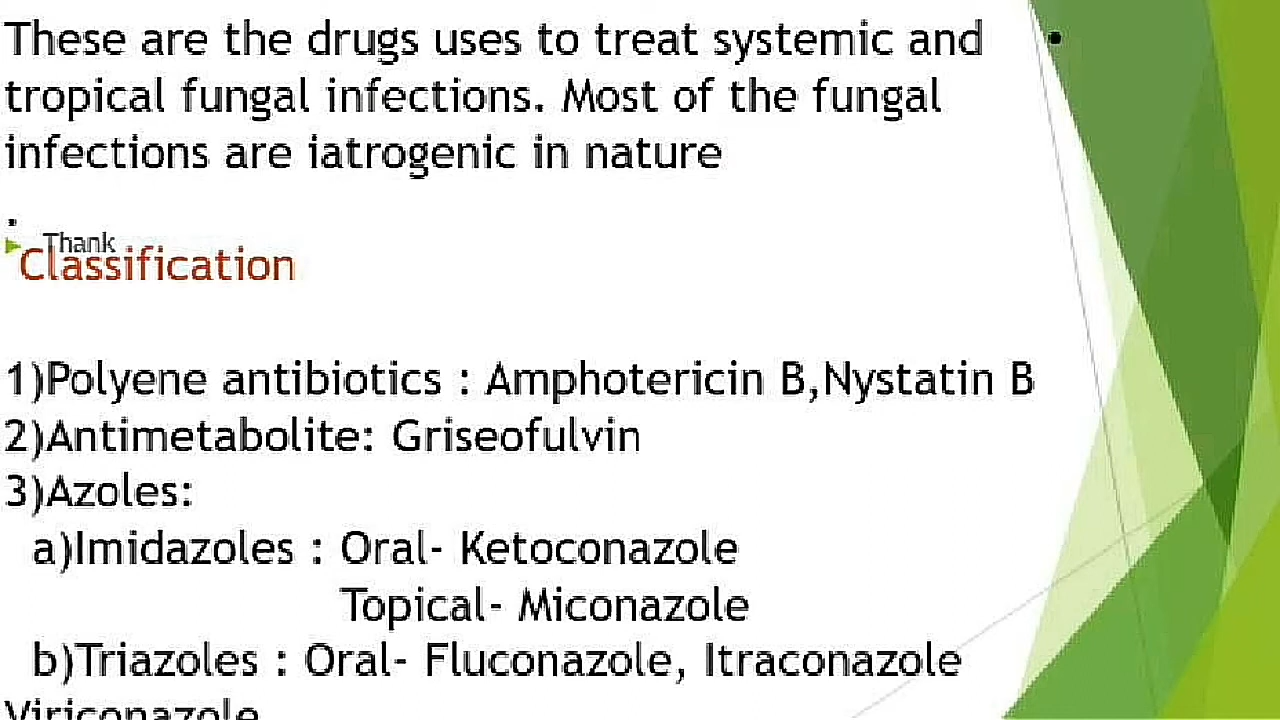 These are the drugs uses to treat systemic and
tropical fungal infections. Most of the fungal
infections are iatrogenic in nature
Thank
Classification
1)Polyene antibiotics : Amphotericin B,Nystatin B
2)Antimetabolite: Griseofulvin
3)Azoles:
a)Imidazoles : Oral- Ketoconazole
Topical- Miconazole
b)Triazoles : Oral- Fluconazole, Itraconazole
Viriconazole